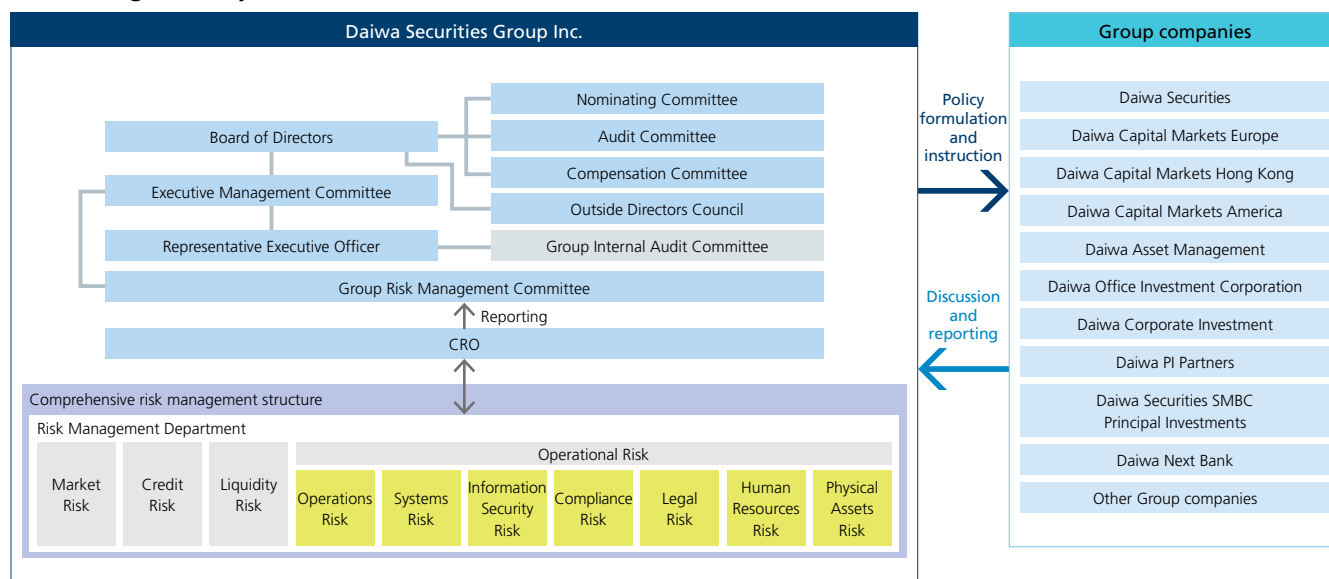 Daiwa Securities Group Inc.
Nominating Committee
Board of Directors
Audit Committee
Compensation Committee
Executive Management Committee
Outside Directors Council
Representative Executive Officer
Group Internal Audit Committee
Group Risk Management Committee
Reporting
CRO
Comprehensive risk management structure
Risk Management Department
Market
Risk
Credit
Risk
Liquidity
Risk
Operational Risk
Operations
Risk
Systems
Risk
Information
Security
Risk
Compliance
Risk
Legal
Risk
Human
Resources
Risk
Physical
Assets
Risk
Policy
formulation
and
instruction
Discussion
and
reporting
Group companies
Daiwa Securities
Daiwa Capital Markets Europe
Daiwa Capital Markets Hong Kong
Daiwa Capital Markets America
Daiwa Asset Management
Daiwa Office Investment Corporation
Daiwa Corporate Investment
Daiwa PI Partners
Daiwa Securities SMBC
Principal Investments
Daiwa Next Bank
Other Group companies